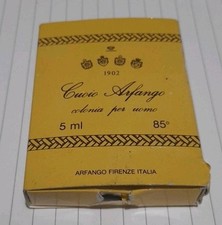 1902
Cuoio Arfango
colonia per uomo
5 ml 85°
ARFANGO FIRENZE ITALIA